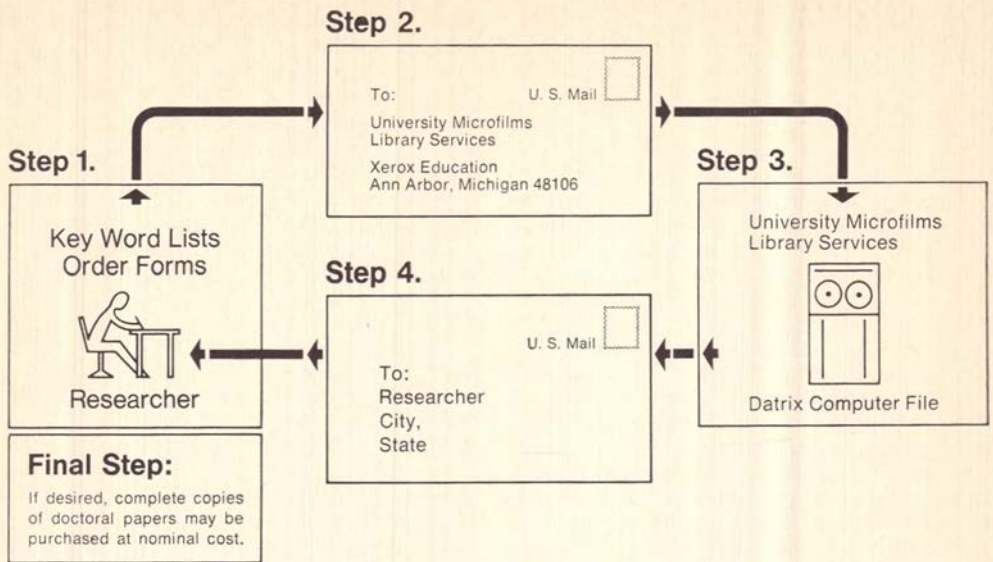 Step 1.
Key Word Lists
Order Forms
Researcher
Step 2.
To:
U. S. Mail
University Microfilms
Library Services
Xerox Education
Ann Arbor, Michigan 48106
Step 3.
University Microfilms
Library Services
Datrix Computer File
Step 4.
U. S. Mail
To:
Researcher
City,
State
Final Step:
If desired, complete copies
of doctoral papers may be
purchased at nominal cost.